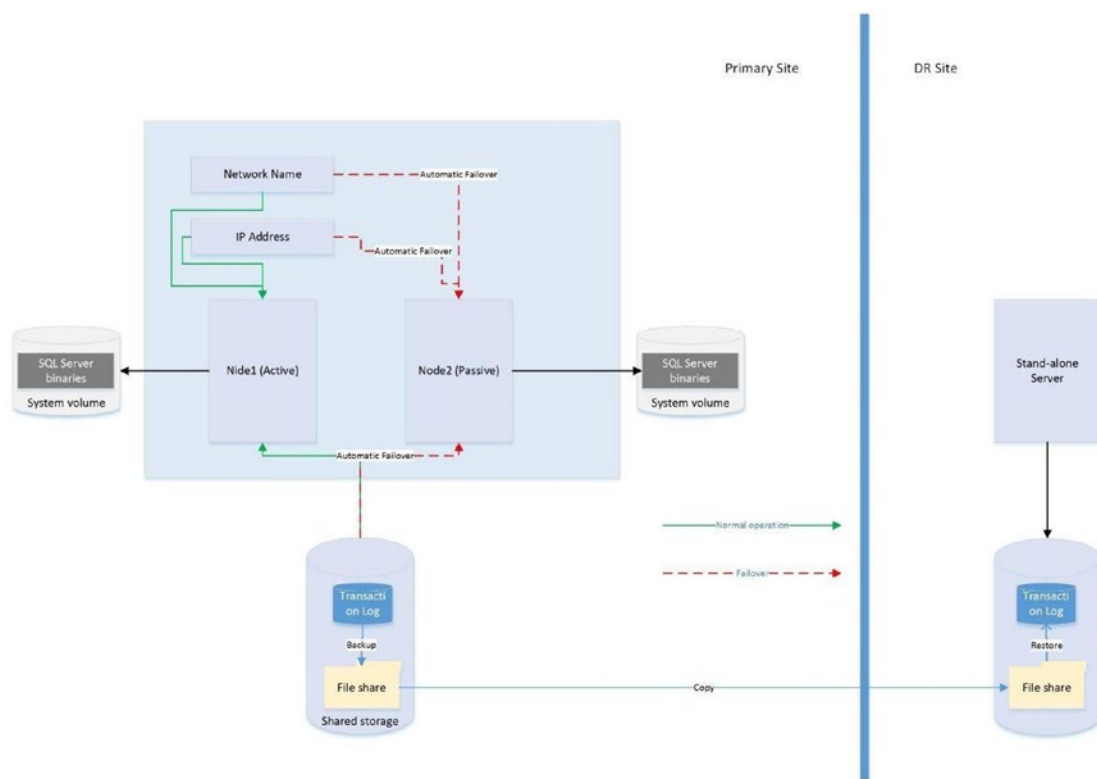 Primary Site
DR Site
Network Name
Automatic Failover
IP Address
Automatic Failover
SQL Server
binaries
System volume
Nide1 (Active)
Node2 (Passive)
SQL Server
binaries
System volume
Stand-alone
Server
Automatic Failover
Normal operation
Failover
Transacti
on Log
Backup
File share
Shared storage
Copy
Transacti
on Log
Restore
File share